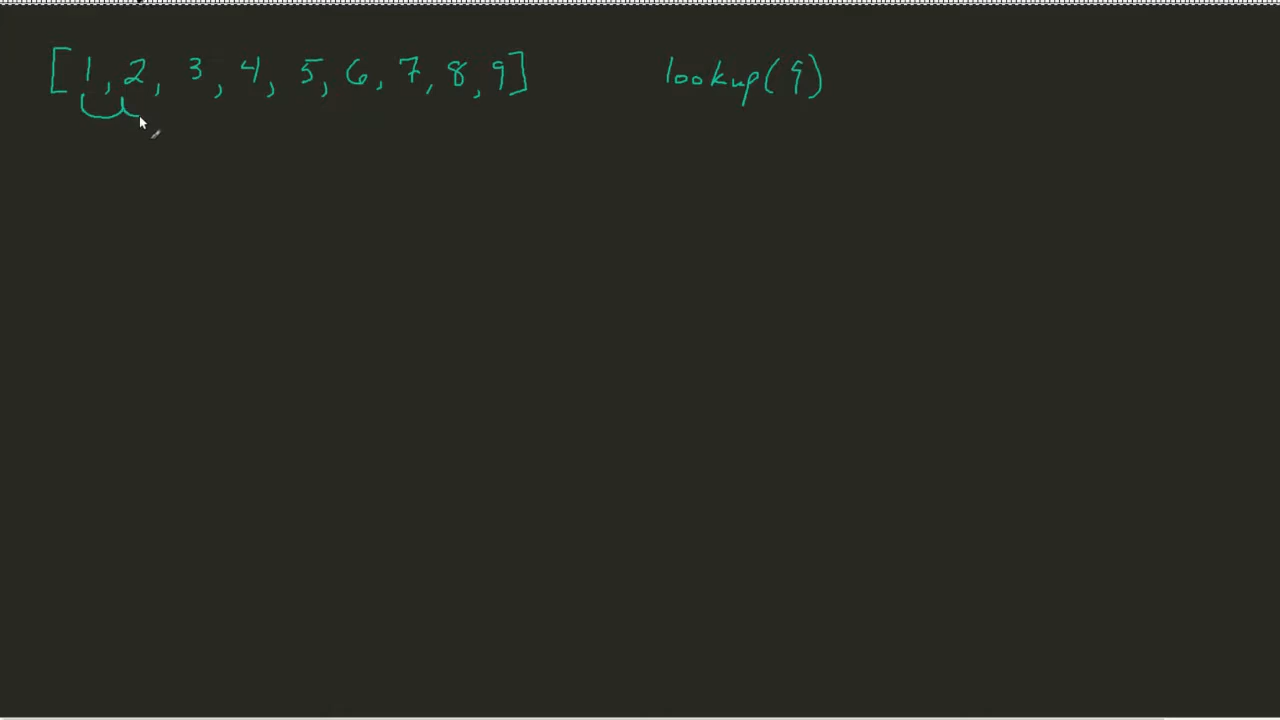 [1, 2, 3, 4, 5, 6, 7, 8, 9] lookup(9)